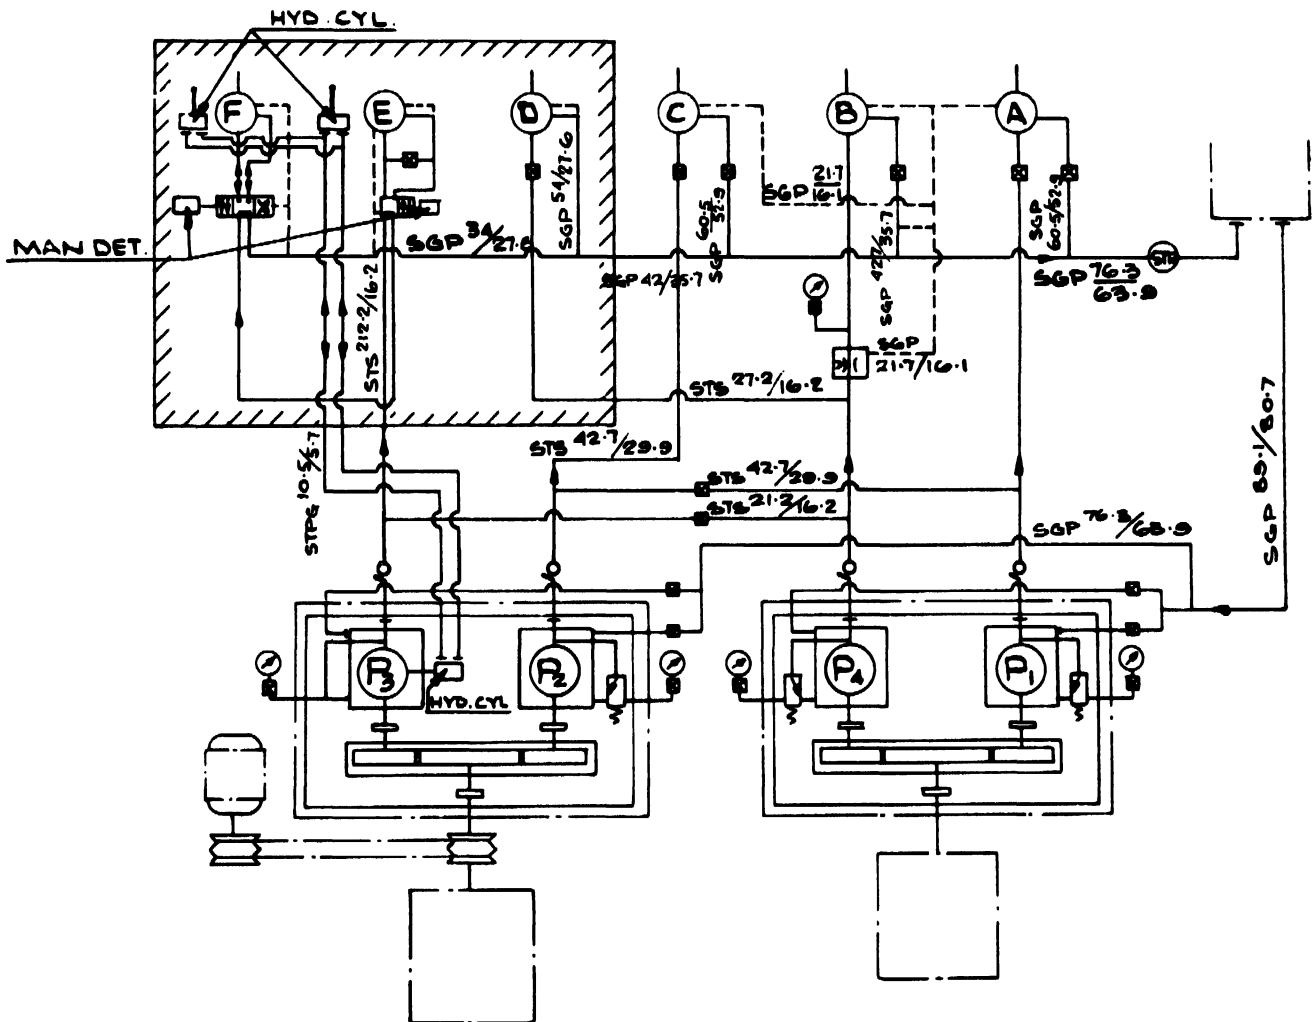 HYD. CYL.
F
E
D
C
B
A
MAN DET.
SGP 34/27.6
SGP 54/27.6
SGP 42/35.7
SGP 60.5/52.9
SGP 21.7/16.1
SGP 42.7/35.7
SGP 60.5/52.9
STR
SGP 76.3/63.9
STS 212.2/16.2
SGP 21.7/16.1
STS 27.2/16.2
STS 42.7/29.9
STPG 10.5/5.7
STS 42.7/29.9
STS 21.2/16.2
SGP 76.3/63.9
SGP 89.1/80.7
P3
P2
P4
P1
HYD. CYL